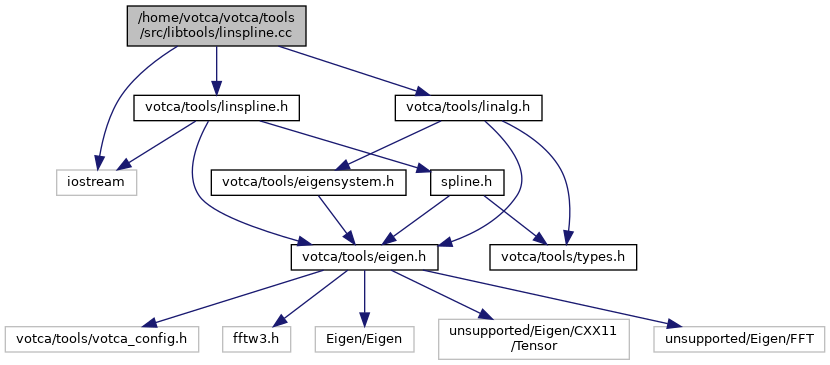 /home/votca/votca/tools
/src/libtools/linspline.cc
votca/tools/linspline.h
votca/tools/linalg.h
iostream
votca/tools/eigensystem.h
spline.h
votca/tools/eigen.h
votca/tools/types.h
votca/tools/votca_config.h
fftw3.h
Eigen/Eigen
unsupported/Eigen/CXX11
/Tensor
unsupported/Eigen/FFT